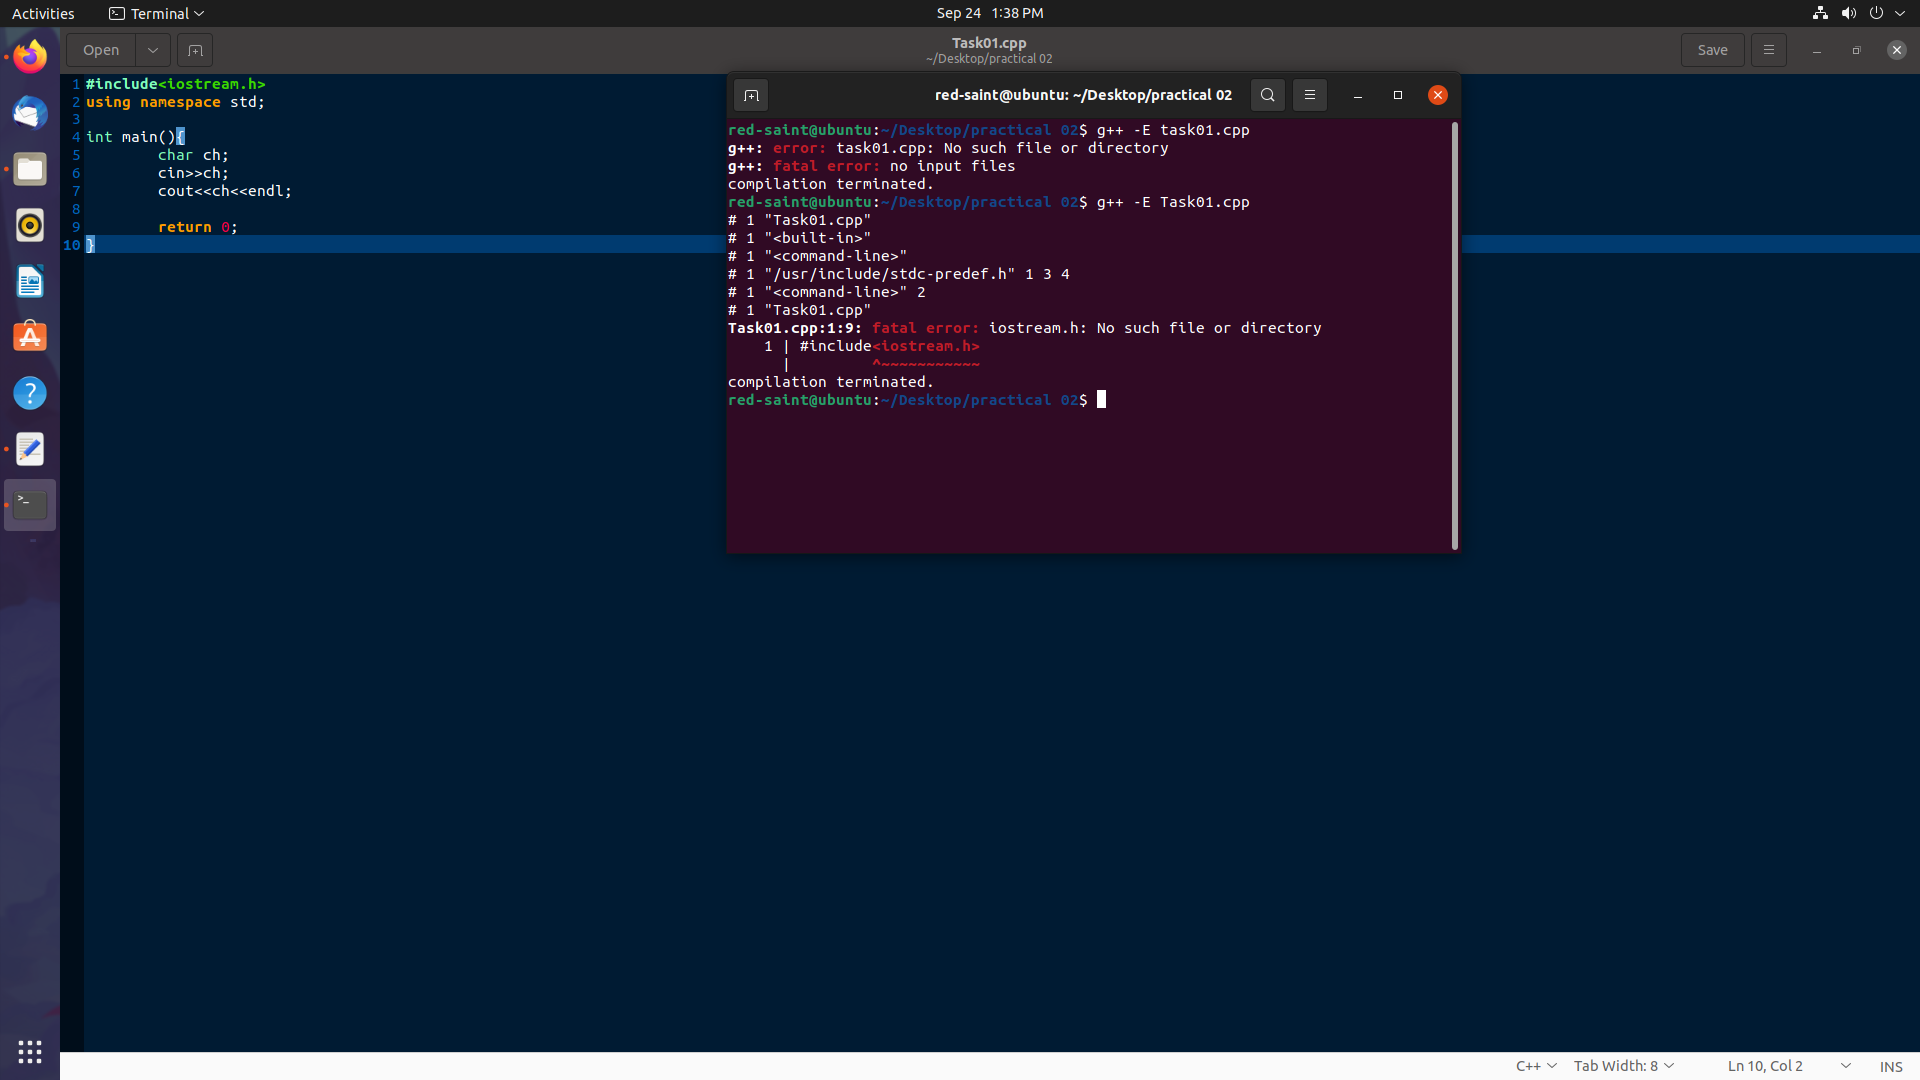 Activities Terminal Sep 24 1:38 PM
Open Task01.cpp Save
~/Desktop/practical 02
1 #include<iostream.h>
2 using namespace std;
3
4 int main(){
5 char ch;
6 cin>>ch;
7 cout<<ch<<endl;
8
9 return 0;
10 }
red-saint@ubuntu: ~/Desktop/practical 02
red-saint@ubuntu:~/Desktop/practical 02$ g++ -E task01.cpp
g++: error: task01.cpp: No such file or directory
g++: fatal error: no input files
compilation terminated.
red-saint@ubuntu:~/Desktop/practical 02$ g++ -E Task01.cpp
# 1 "Task01.cpp"
# 1 "<built-in>"
# 1 "<command-line>"
# 1 "/usr/include/stdc-predef.h" 1 3 4
# 1 "<command-line>" 2
# 1 "Task01.cpp"
Task01.cpp:1:9: fatal error: iostream.h: No such file or directory
1 | #include<iostream.h>
| ^~~~~~~~~~~~
compilation terminated.
red-saint@ubuntu:~/Desktop/practical 02$
C++ Tab Width: 8 Ln 10, Col 2 INS